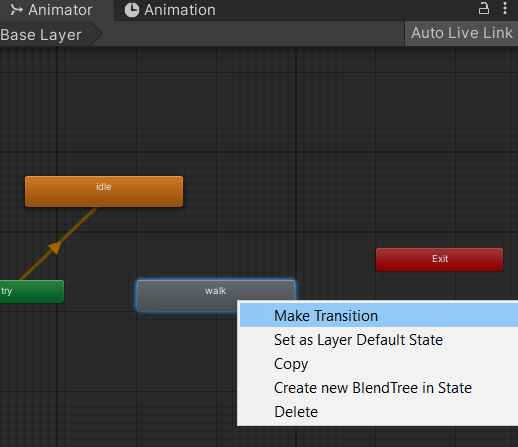 Animator Animation
Base Layer Auto Live Link
idle
Exit
try walk
Make Transition
Set as Layer Default State
Copy
Create new BlendTree in State
Delete